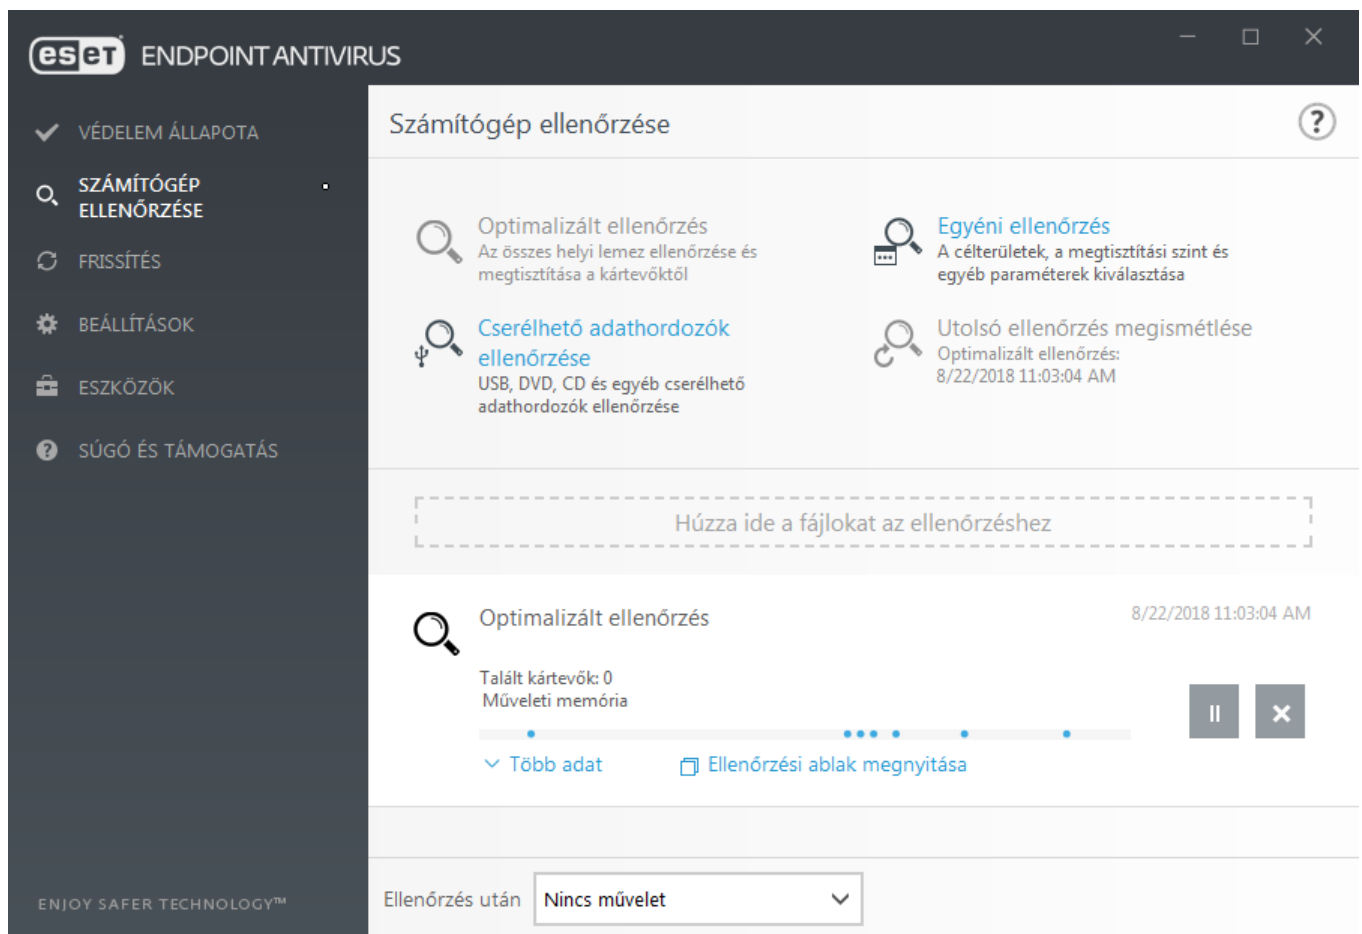 eset ENDPOINT ANTIVIRUS
VÉDELEM ÁLLAPOTA
SZÁMÍTÓGÉP
ELLENŐRZÉSE
FRISSÍTÉS
BEÁLLÍTÁSOK
ESZKÖZÖK
SÚGÓ ÉS TÁMOGATÁS
ENJOY SAFER TECHNOLOGY™
Számítógép ellenőrzése
?
Optimalizált ellenőrzés
Az összes helyi lemez ellenőrzése és
megtisztítása a kártevőktől
Egyéni ellenőrzés
A célterületek, a megtisztítási szint és
egyéb paraméterek kiválasztása
Cserélhető adathordozók
ellenőrzése
USB, DVD, CD és egyéb cserélhető
adathordozók ellenőrzése
Utolsó ellenőrzés megismétlése
Optimalizált ellenőrzés:
8/22/2018 11:03:04 AM
Húzza ide a fájlokat az ellenőrzéshez
Optimalizált ellenőrzés
8/22/2018 11:03:04 AM
Talált kártevők: 0
Műveleti memória
Több adat
Ellenőrzési ablak megnyitása
Ellenőrzés után
Nincs művelet